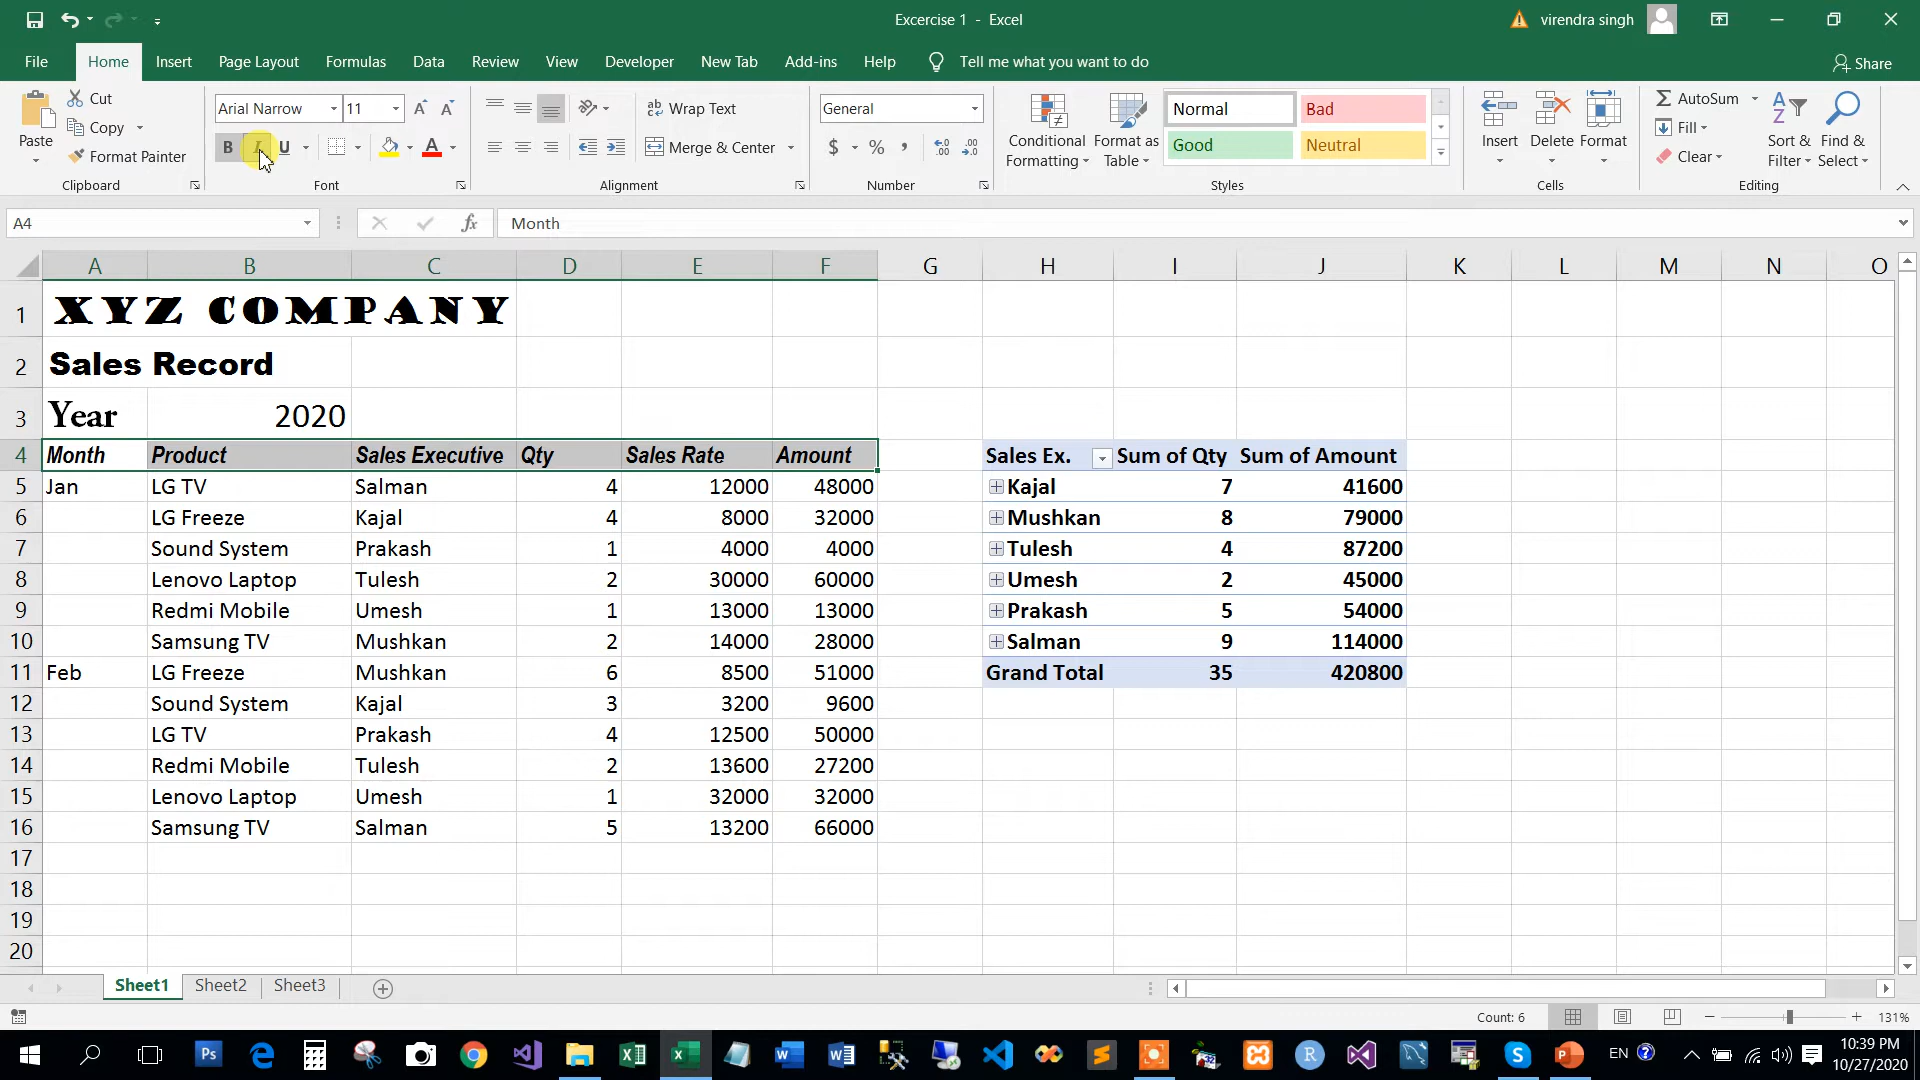 Excercise 1 - Excel
virendra singh
File Home Insert Page Layout Formulas Data Review View Developer New Tab Add-ins Help Tell me what you want to do Share
Paste
Cut
Copy
Format Painter
Clipboard
Arial Narrow 11
B I U
Font
Wrap Text
Merge & Center
Alignment
General
$ % ,
Number
Conditional Formatting
Format as Table
Normal Bad
Good Neutral
Styles
Insert Delete Format
Cells
AutoSum
Fill
Clear
Sort & Filter
Find & Select
Editing
A4 fx Month
A B C D E F G H I J K L M N O
1 XYZ COMPANY
2 Sales Record
3 Year 2020
4 Month Product Sales Executive Qty Sales Rate Amount Sales Ex. Sum of Qty Sum of Amount
5 Jan LG TV Salman 4 12000 48000 Kajal 7 41600
6 LG Freeze Kajal 4 8000 32000 Mushkan 8 79000
7 Sound System Prakash 1 4000 4000 Tulesh 4 87200
8 Lenovo Laptop Tulesh 2 30000 60000 Umesh 2 45000
9 Redmi Mobile Umesh 1 13000 13000 Prakash 5 54000
10 Samsung TV Mushkan 2 14000 28000 Salman 9 114000
11 Feb LG Freeze Mushkan 6 8500 51000 Grand Total 35 420800
12 Sound System Kajal 3 3200 9600
13 LG TV Prakash 4 12500 50000
14 Redmi Mobile Tulesh 2 13600 27200
15 Lenovo Laptop Umesh 1 32000 32000
16 Samsung TV Salman 5 13200 66000
17
18
19
20
Sheet1 Sheet2 Sheet3
Count: 6 131%
EN
10:39 PM
10/27/2020